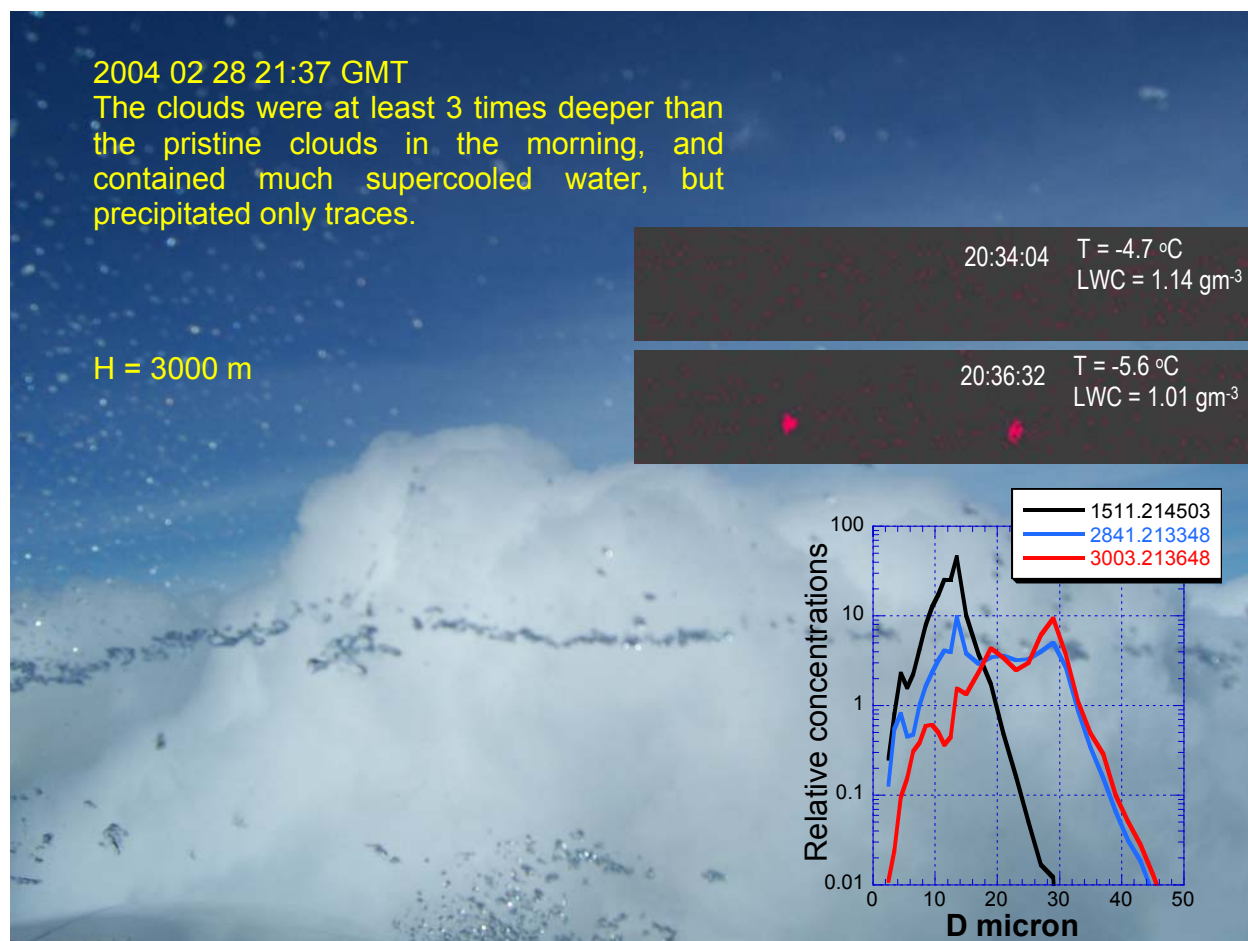 2004 02 28 21:37 GMT
The clouds were at least 3 times deeper than
the pristine clouds in the morning, and
contained much supercooled water, but
precipitated only traces.
20:34:04
T = -4.7 °C
LWC = 1.14 gm-3
H = 3000 m
20:36:32
T = -5.6 °C
LWC = 1.01 gm-3
1511.214503
2841.213348
3003.213648
Relative concentrations
100
10
1
0.1
0.01
0 10 20 30 40 50
D micron